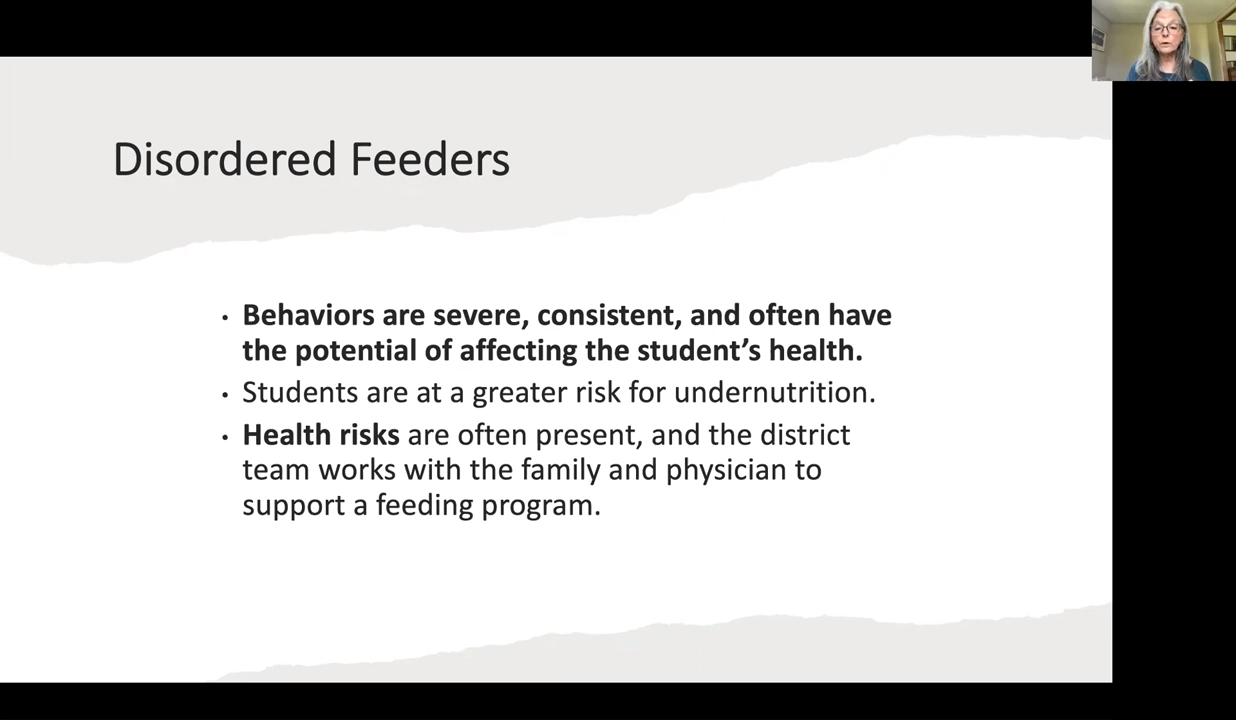 Disordered Feeders
• Behaviors are severe, consistent, and often have
the potential of affecting the student’s health.
• Students are at a greater risk for undernutrition.
• Health risks are often present, and the district
team works with the family and physician to
support a feeding program.